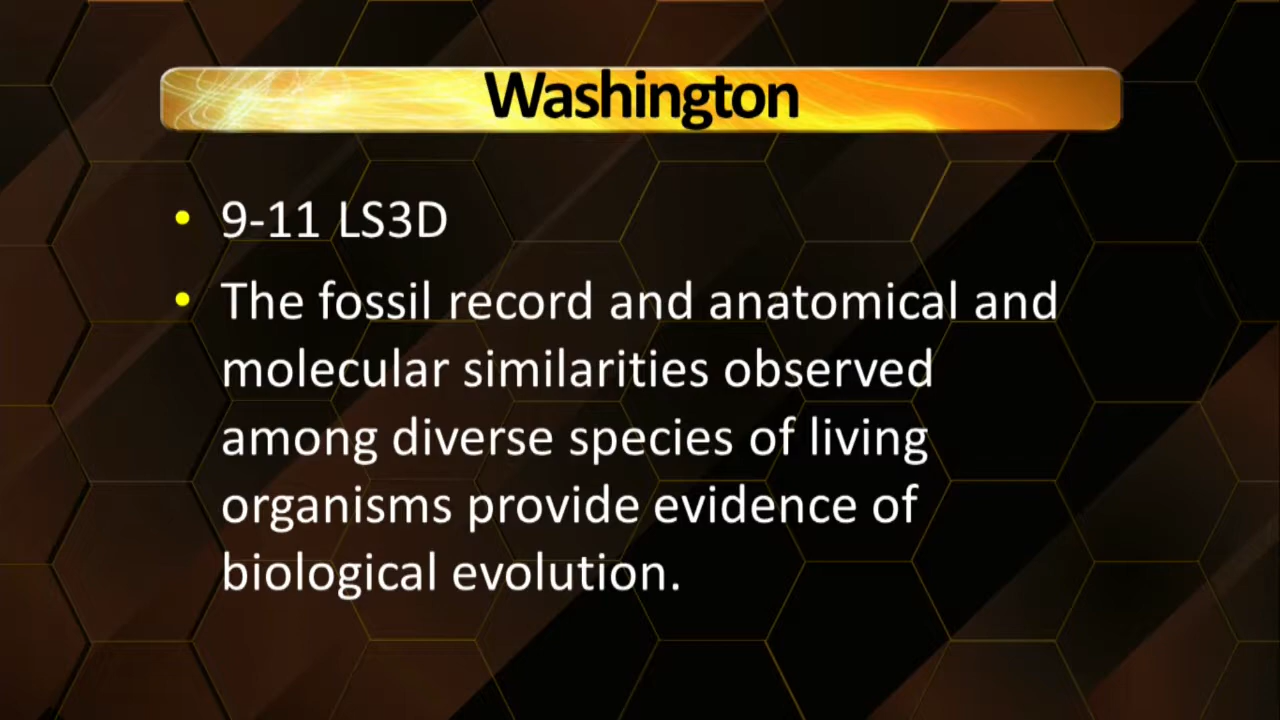 Washington
• 9-11 LS3D
• The fossil record and anatomical and
molecular similarities observed
among diverse species of living
organisms provide evidence of
biological evolution.